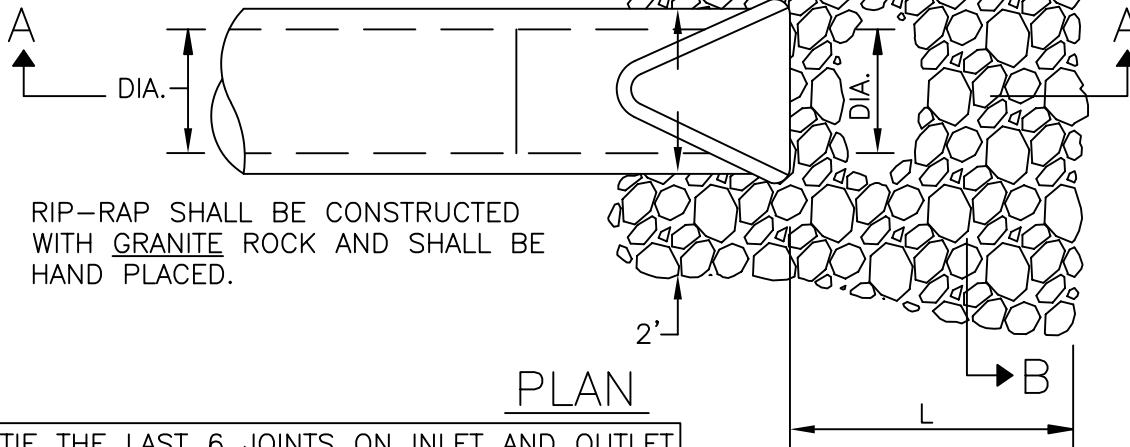 A
A
DIA.
DIA.
RIP-RAP SHALL BE CONSTRUCTED
WITH GRANITE ROCK AND SHALL BE
HAND PLACED.
2'
PLAN
B
L
TIE THE LAST 6 JOINTS ON INLET AND OUTLET